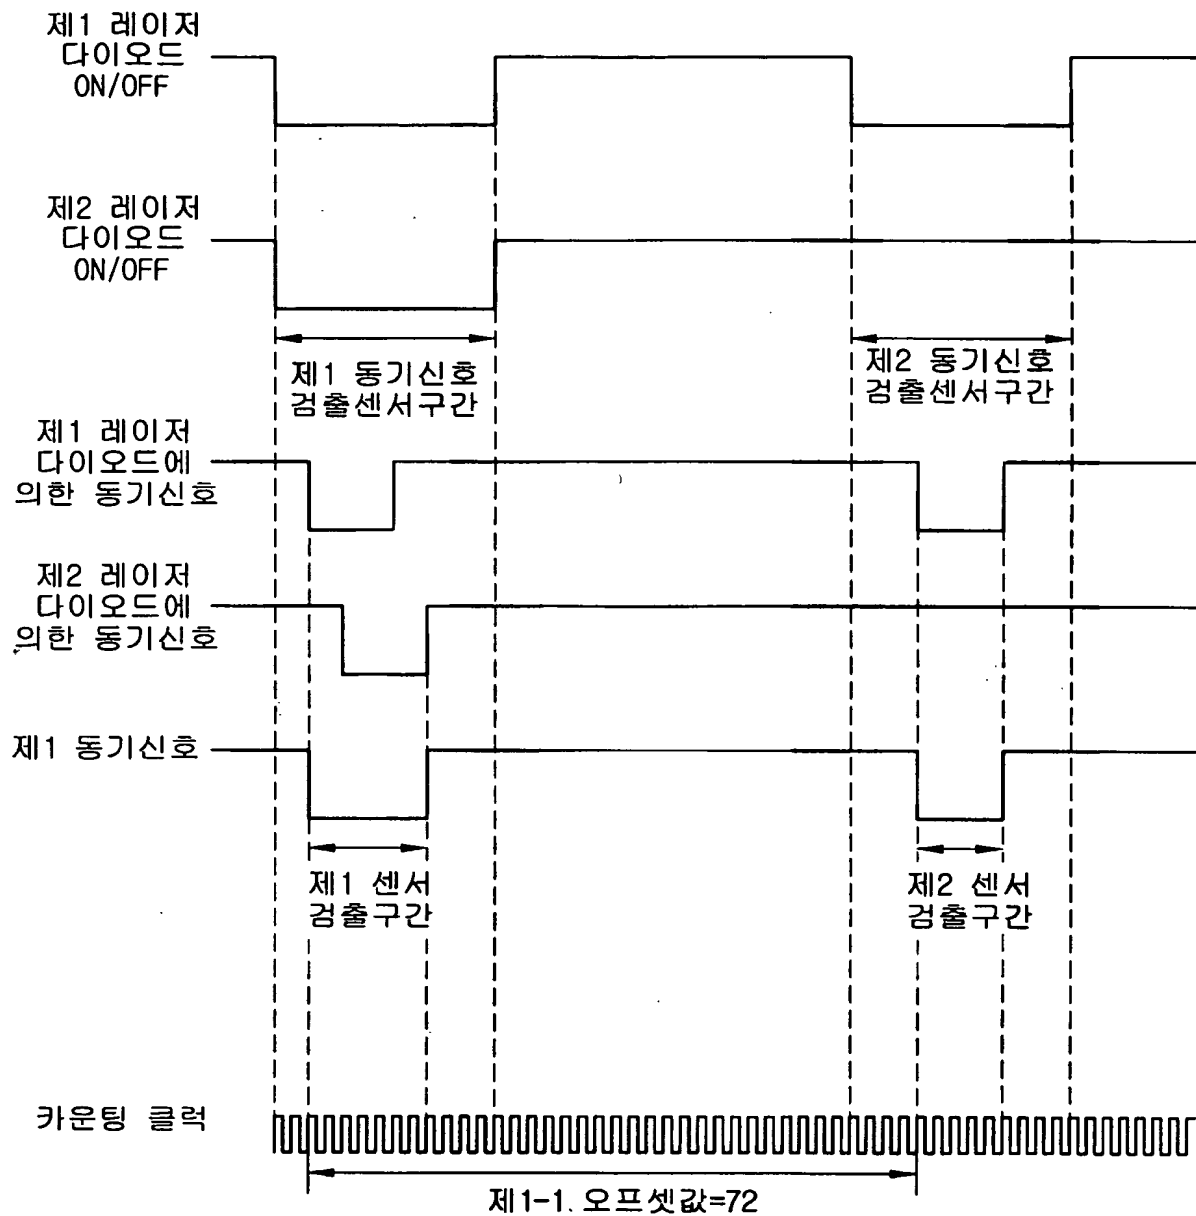 제1 레이저
다이오드
ON/OFF
제2 레이저
다이오드
ON/OFF
제1 동기신호
검출센서구간
제2 동기신호
검출센서구간
제1 레이저
다이오드에
의한 동기신호
제2 레이저
다이오드에
의한 동기신호
제1 동기신호
제1 센서
검출구간
제2 센서
검출구간
카운팅 클럭
제1-1. 오프셋값=72